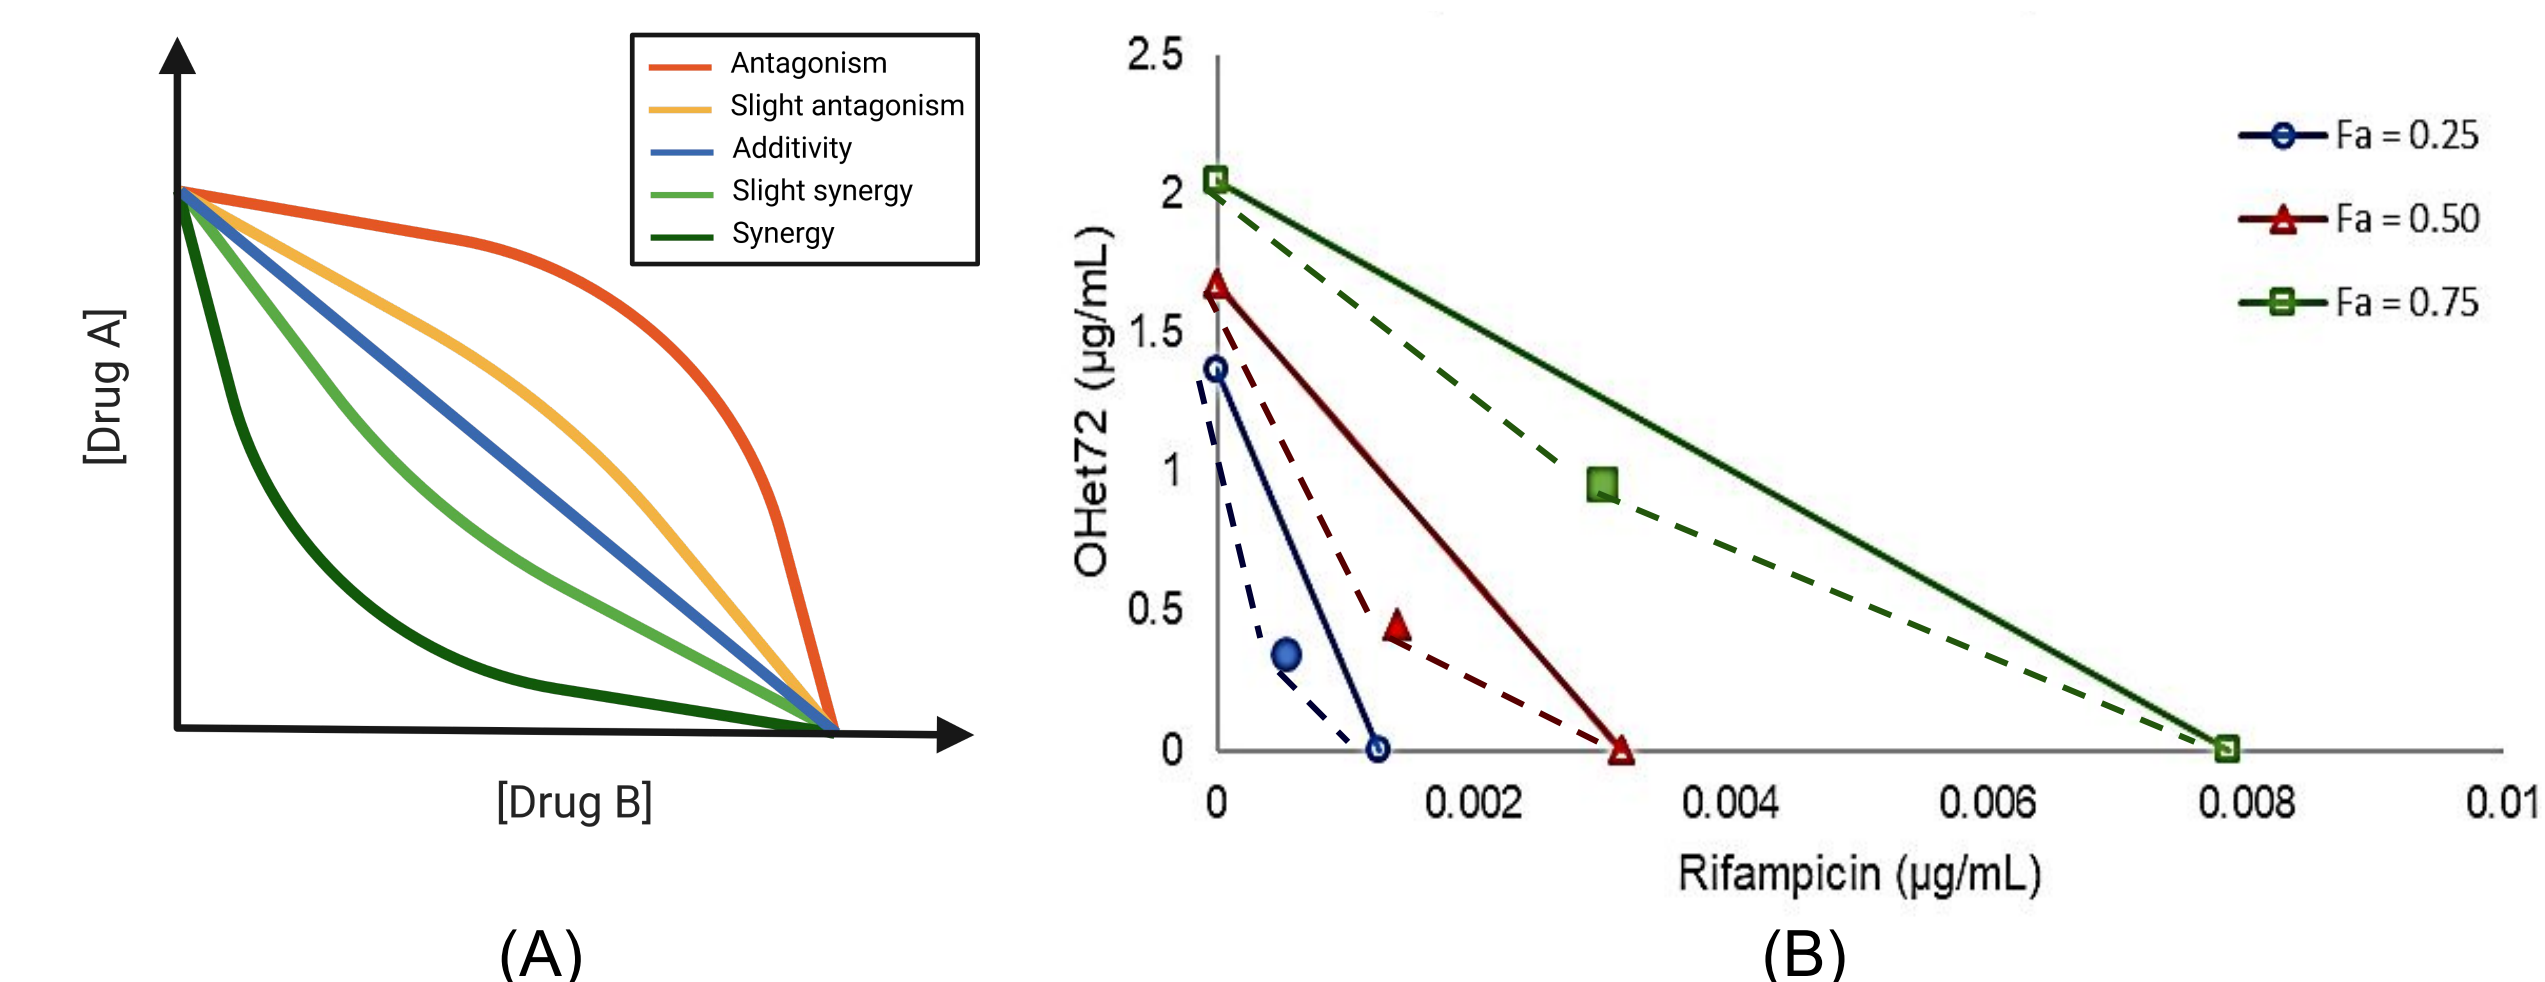 Antagonism
Slight antagonism
Additivity
Slight synergy
Synergy
[Drug A]
[Drug B]
(A)
2.5
2
1.5
1
0.5
0
OHet72 (µg/mL)
Fa = 0.25
Fa = 0.50
Fa = 0.75
0 0.002 0.004 0.006 0.008 0.01
Rifampicin (µg/mL)
(B)